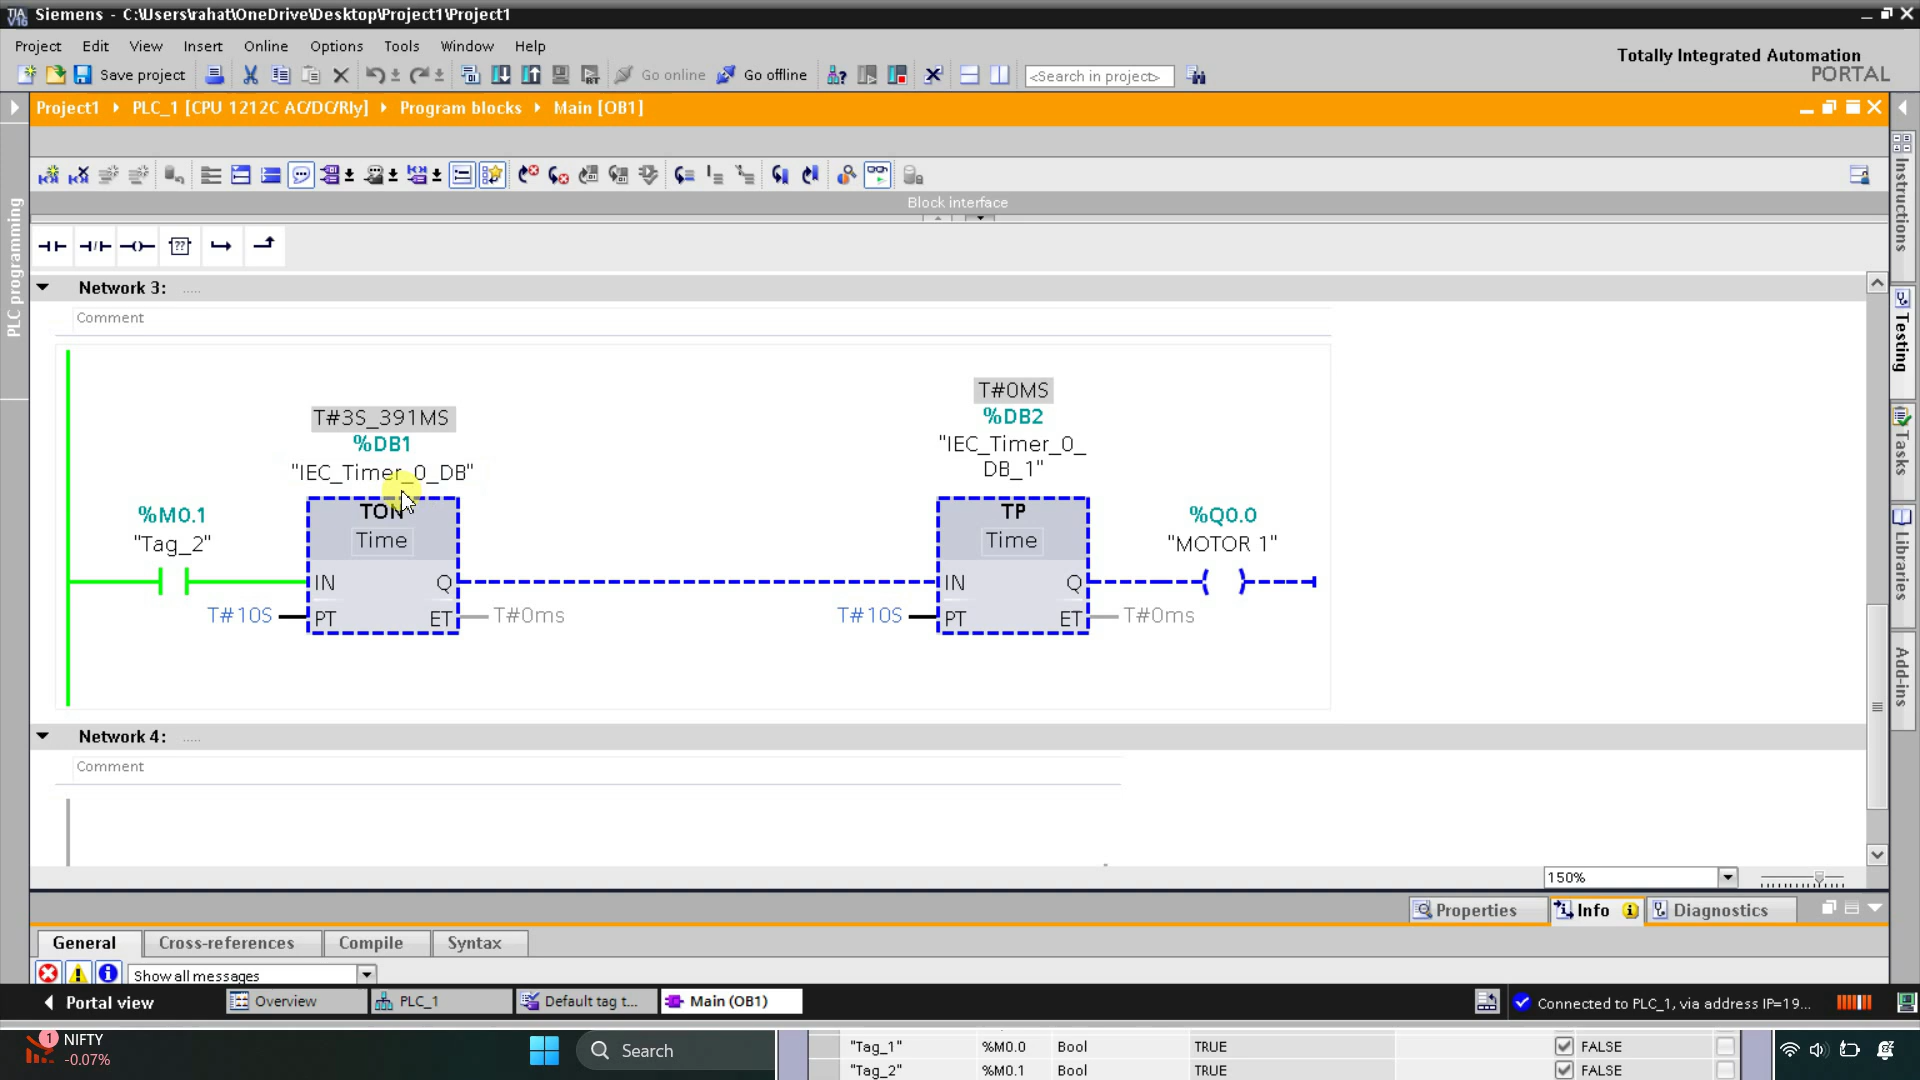 Siemens - C:\Users\rahat\OneDrive\Desktop\Project1\Project1
TIA
V16
Project Edit View Insert Online Options Tools Window Help
Totally Integrated Automation
PORTAL
Save project Go online Go offline <Search in project>
Project1 PLC_1 [CPU 1212C AC/DC/Rly] Program blocks Main [OB1]
Block interface
??
PLC programming
Instructions
Testing
Tasks
Libraries
Add-ins
Network 3: .....
Comment
T#3S_391MS
%DB1
"IEC_Timer_0_DB"
TON
Time
IN Q
PT ET
T#10S
T#0ms
%M0.1
"Tag_2"
T#0MS
%DB2
"IEC_Timer_0_
DB_1"
TP
Time
IN Q
PT ET
T#10S
T#0ms
%Q0.0
"MOTOR 1"
Network 4: .....
Comment
150%
Properties Info Diagnostics
General Cross-references Compile Syntax
Show all messages
Portal view Overview PLC_1 Default tag t... Main (OB1) Connected to PLC_1, via address IP=19...
1
NIFTY
-0.07%
Search
"Tag_1" %M0.0 Bool TRUE FALSE
"Tag_2" %M0.1 Bool TRUE FALSE